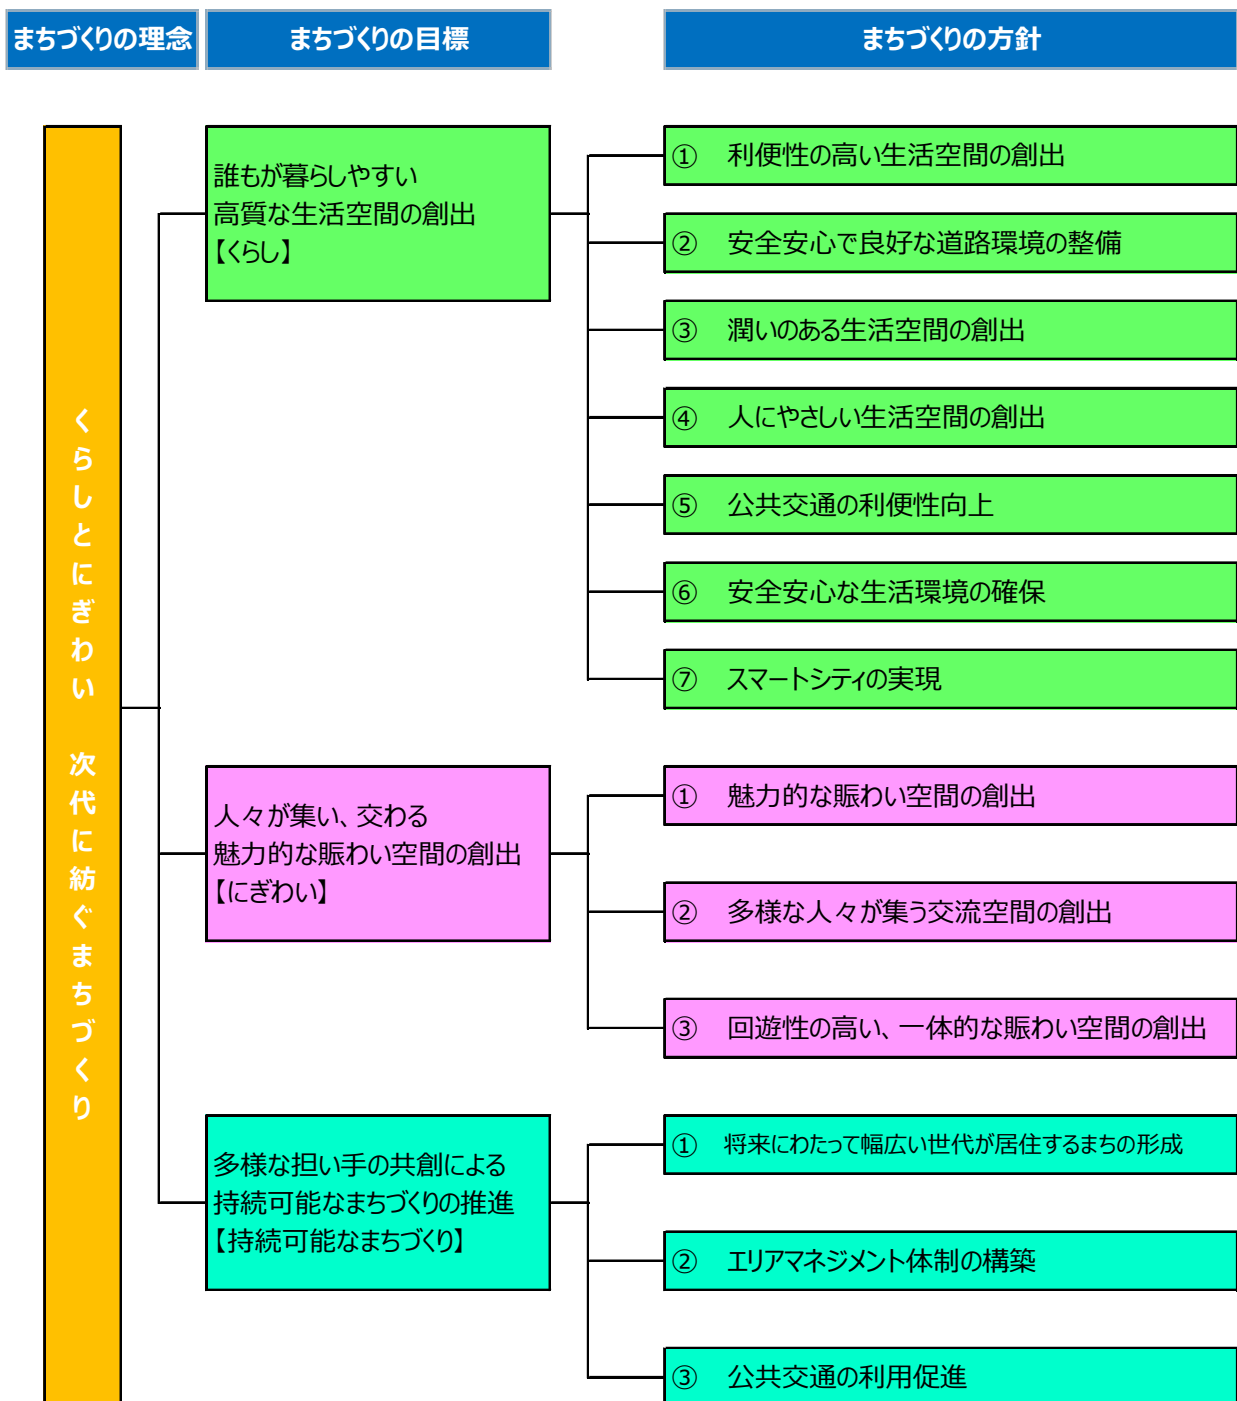 まちづくりの理念
まちづくりの目標
まちづくりの方針
くらしとにぎわい　次代に紡ぐまちづくり
誰もが暮らしやすい
高質な生活空間の創出
【くらし】
①　利便性の高い生活空間の創出
②　安全安心で良好な道路環境の整備
③　潤いのある生活空間の創出
④　人にやさしい生活空間の創出
⑤　公共交通の利便性向上
⑥　安全安心な生活環境の確保
⑦　スマートシティの実現
人々が集い、交わる
魅力的な賑わい空間の創出
【にぎわい】
①　魅力的な賑わい空間の創出
②　多様な人々が集う交流空間の創出
③　回遊性の高い、一体的な賑わい空間の創出
多様な担い手の共創による
持続可能なまちづくりの推進
【持続可能なまちづくり】
①　将来にわたって幅広い世代が居住するまちの形成
②　エリアマネジメント体制の構築
③　公共交通の利用促進